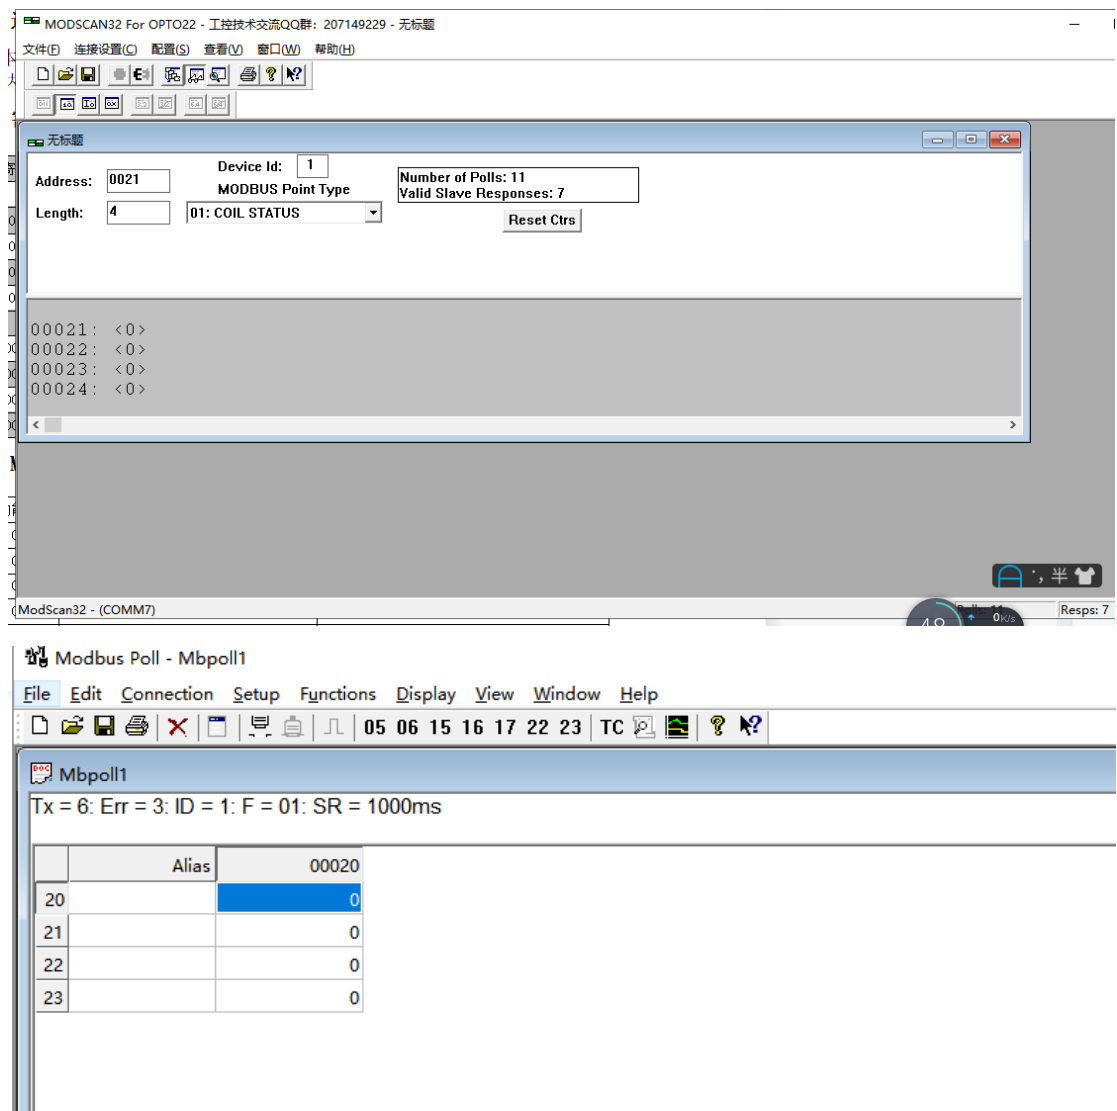 MODSCAN32 For OPTO22 - 工控技术交流QQ群：207149229 - 无标题
文件(F) 连接设置(C) 配置(S) 查看(V) 窗口(W) 帮助(H)
无标题
Device Id: 1
Address: 0021
MODBUS Point Type
Number of Polls: 11
Valid Slave Responses: 7
Length: 4
01: COIL STATUS
Reset Ctrs
00021: <0>
00022: <0>
00023: <0>
00024: <0>
半
ModScan32 - (COMM7)
Resps: 7
0K/s
Modbus Poll - Mbpoll1
File Edit Connection Setup Functions Display View Window Help
05 06 15 16 17 22 23 TC
Mbpoll1
Tx = 6: Err = 3: ID = 1: F = 01: SR = 1000ms
Alias 00020
20 0
21 0
22 0
23 0